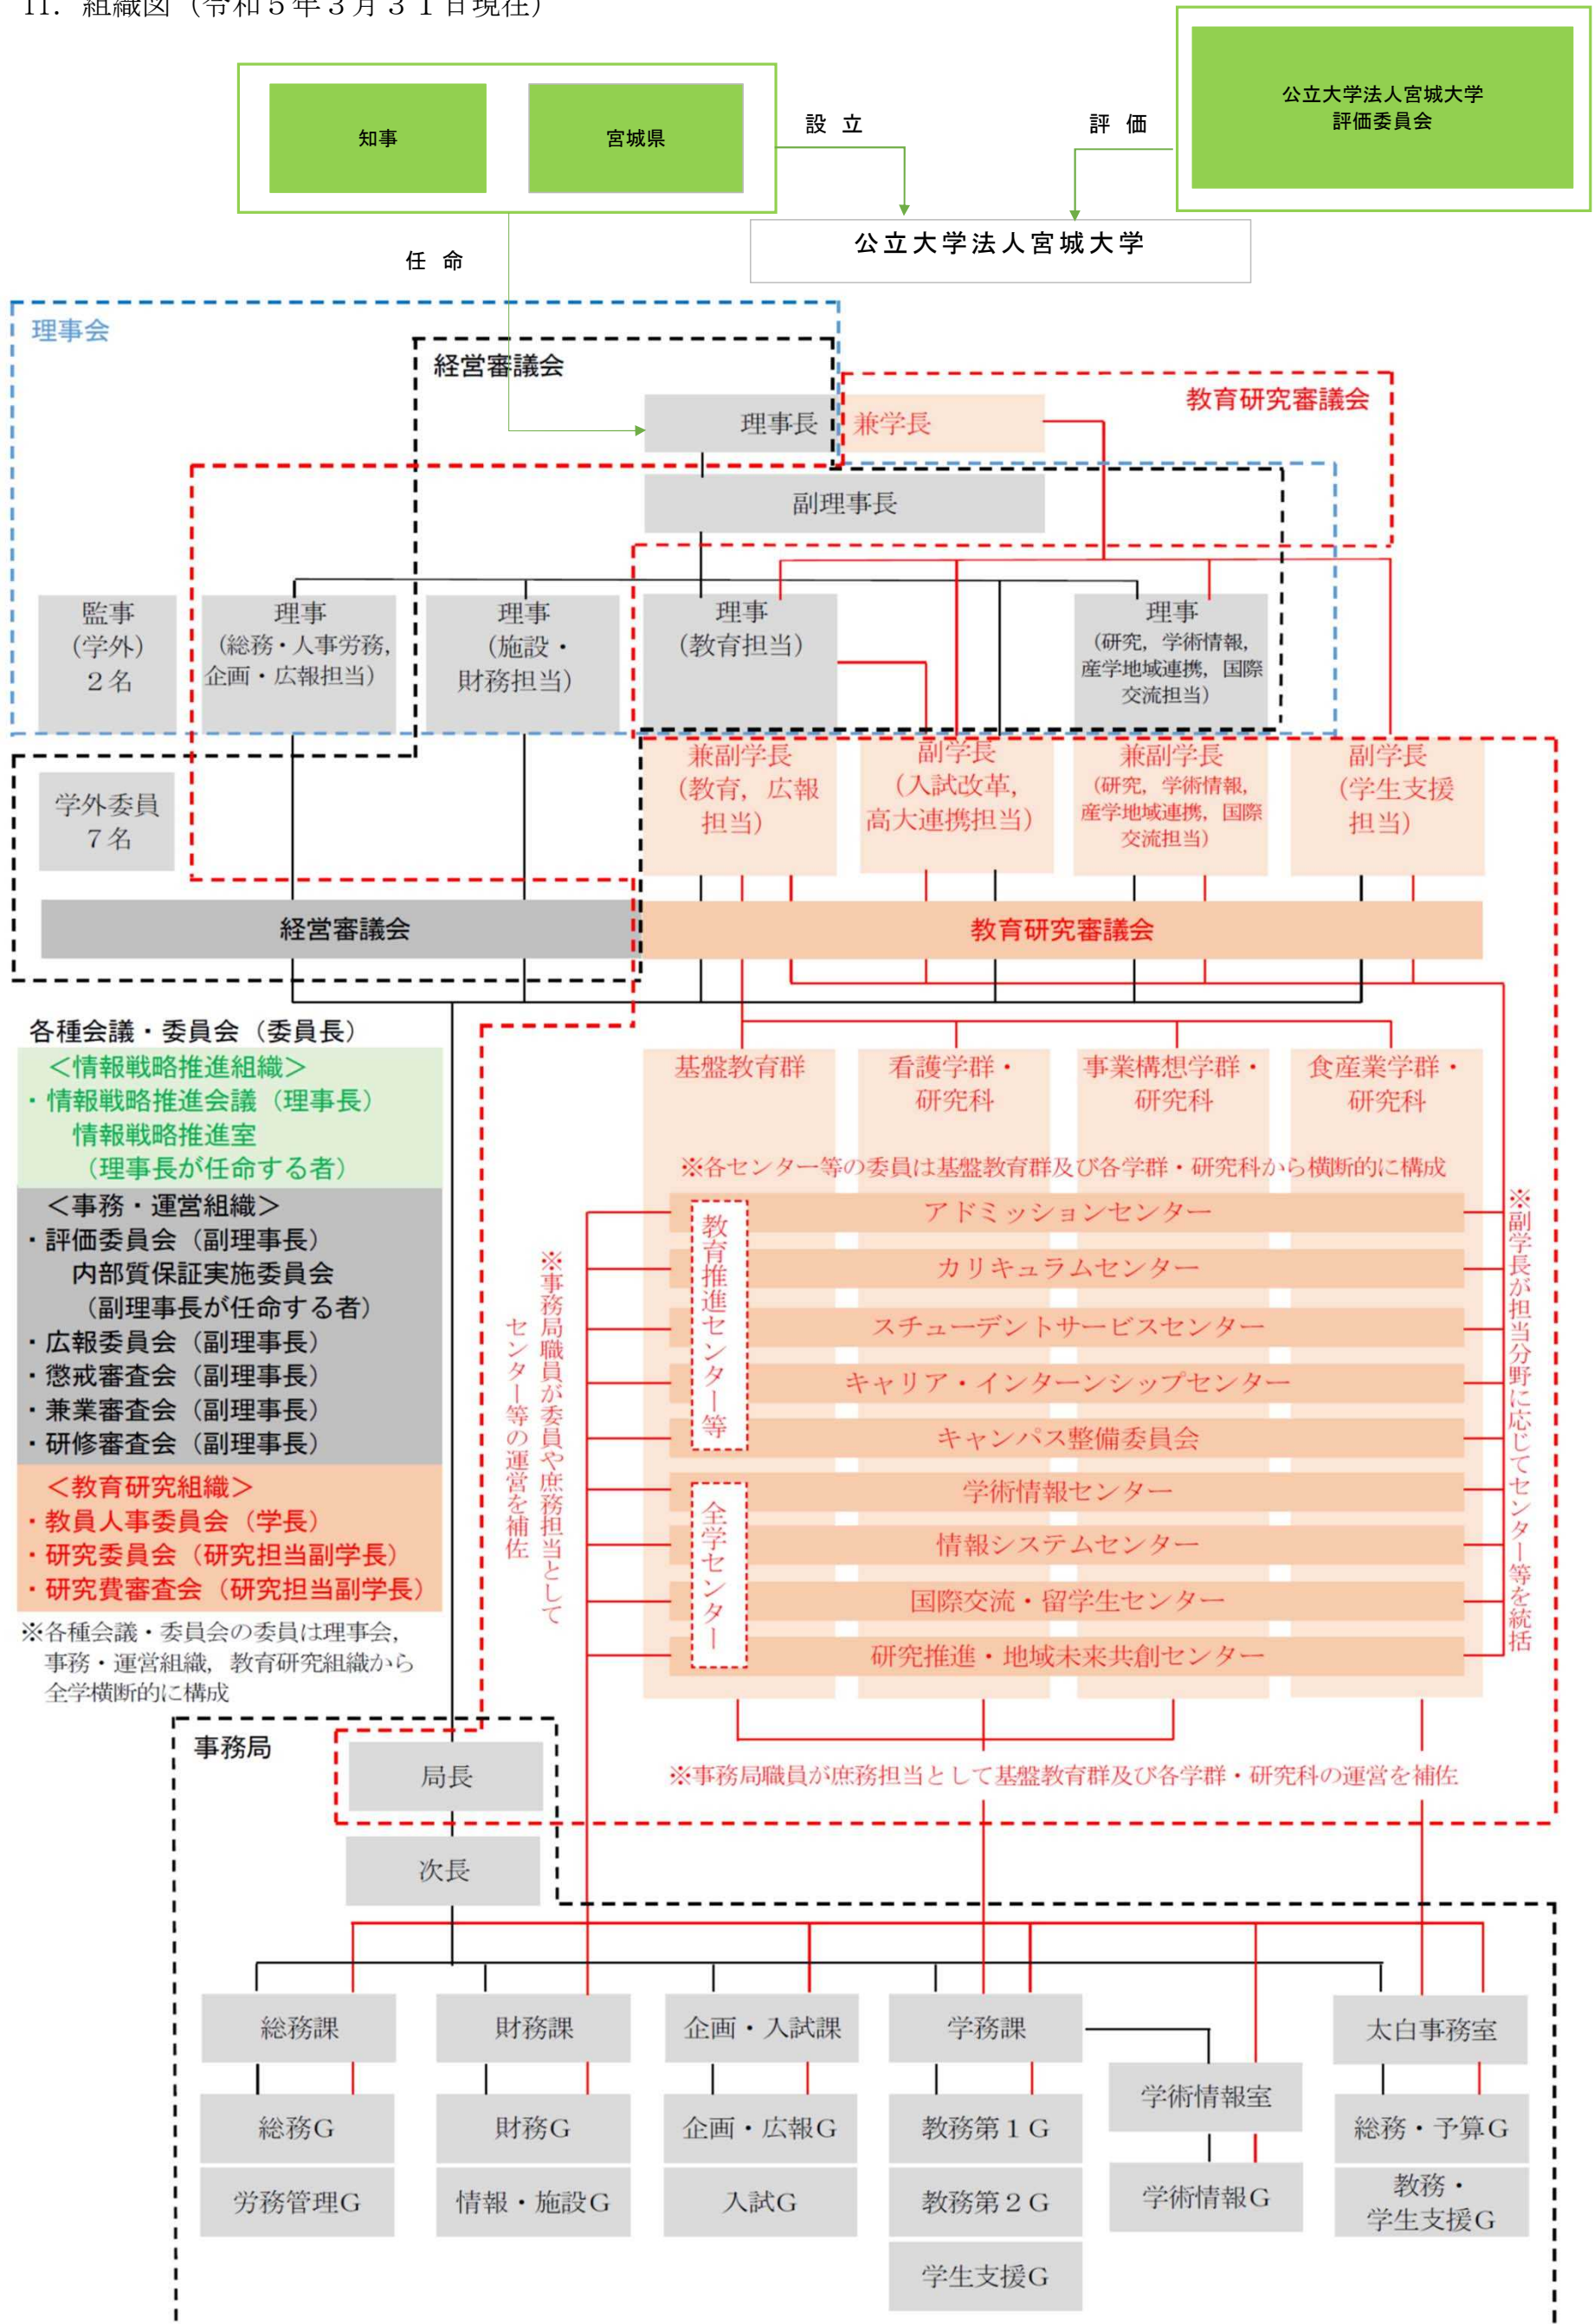 11. 組織図（令和５年３月３１日現在）
知事
宮城県
設 立
評 価
公立大学法人宮城大学
評価委員会
公立大学法人宮城大学
任 命
理事会
経営審議会
教育研究審議会
理事長
兼学長
副理事長
監事
（学外）
２名
理事
（総務・人事労務，
企画・広報担当）
理事
（施設・
財務担当）
理事
（教育担当）
理事
（研究，学術情報，
産学地域連携，国際
交流担当）
学外委員
７名
兼副学長
（教育，広報
担当）
副学長
（入試改革，
高大連携担当）
兼副学長
（研究，学術情報，
産学地域連携，国際
交流担当）
副学長
（学生支援
担当）
経営審議会
教育研究審議会
各種会議・委員会（委員長）
＜情報戦略推進組織＞
・情報戦略推進会議（理事長）
情報戦略推進室
（理事長が任命する者）
＜事務・運営組織＞
・評価委員会（副理事長）
内部質保証実施委員会
（副理事長が任命する者）
・広報委員会（副理事長）
・懲戒審査会（副理事長）
・兼業審査会（副理事長）
・研修審査会（副理事長）
＜教育研究組織＞
・教員人事委員会（学長）
・研究委員会（研究担当副学長）
・研究費審査会（研究担当副学長）
※各種会議・委員会の委員は理事会，
事務・運営組織，教育研究組織から
全学横断的に構成
基盤教育群
看護学群・
研究科
事業構想学群・
研究科
食産業学群・
研究科
※各センター等の委員は基盤教育群及び各学群・研究科から横断的に構成
※事務局職員が委員や庶務担当として
センター等の運営を補佐
教育推進センター等
アドミッションセンター
カリキュラムセンター
スチューデントサービスセンター
キャリア・インターンシップセンター
キャンパス整備委員会
全学センター
学術情報センター
情報システムセンター
国際交流・留学生センター
研究推進・地域未来共創センター
※副学長が担当分野に応じてセンター等を統括
※事務局職員が庶務担当として基盤教育群及び各学群・研究科の運営を補佐
事務局
局長
次長
総務課
財務課
企画・入試課
学務課
太白事務室
学術情報室
総務G
財務G
企画・広報G
教務第１G
総務・予算G
労務管理G
情報・施設G
入試G
教務第２G
学術情報G
教務・
学生支援G
学生支援G